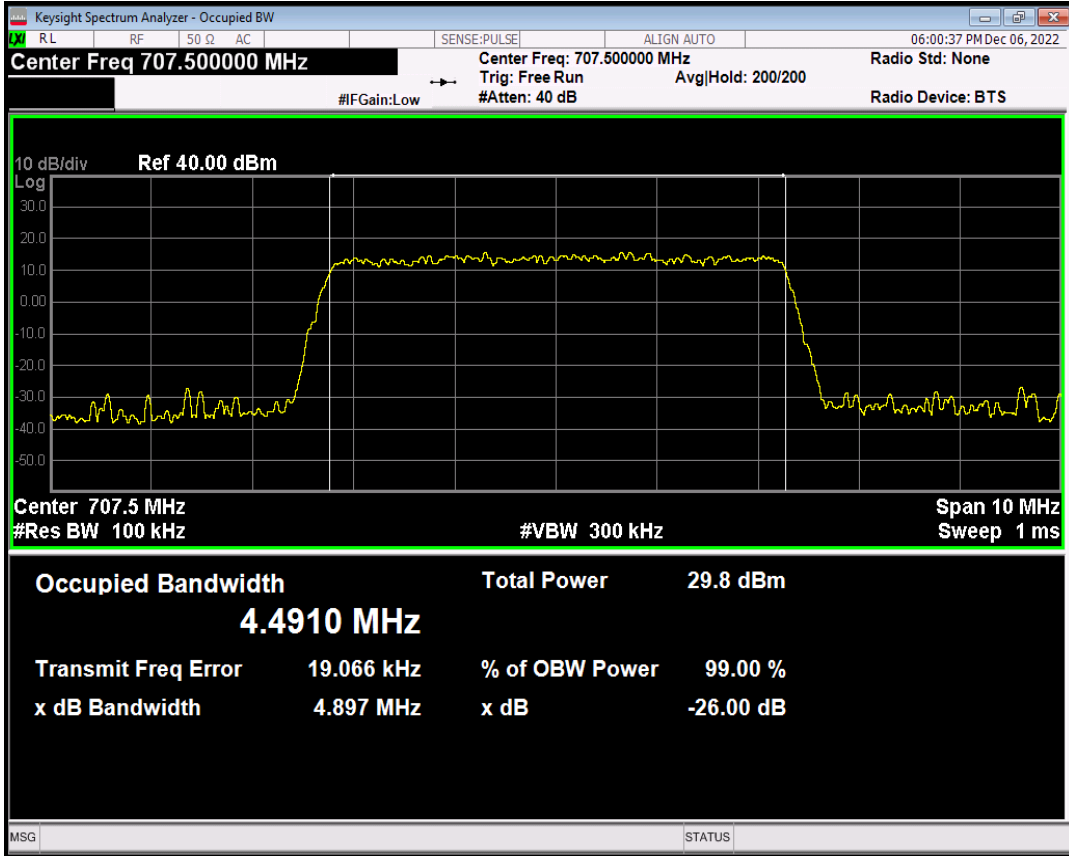 Keysight Spectrum Analyzer - Occupied BW
LXI RL RF 50 Ω AC SENSE:PULSE ALIGN AUTO 06:00:37 PM Dec 06, 2022
Center Freq 707.500000 MHz Center Freq: 707.500000 MHz Radio Std: None
Trig: Free Run Avg|Hold: 200/200
#IFGain:Low #Atten: 40 dB Radio Device: BTS
10 dB/div Ref 40.00 dBm
Log
30.0
20.0
10.0
0.00
-10.0
-20.0
-30.0
-40.0
-50.0
Center 707.5 MHz Span 10 MHz
#Res BW 100 kHz #VBW 300 kHz Sweep 1 ms
Occupied Bandwidth Total Power 29.8 dBm
4.4910 MHz
Transmit Freq Error 19.066 kHz % of OBW Power 99.00 %
x dB Bandwidth 4.897 MHz x dB -26.00 dB
MSG STATUS